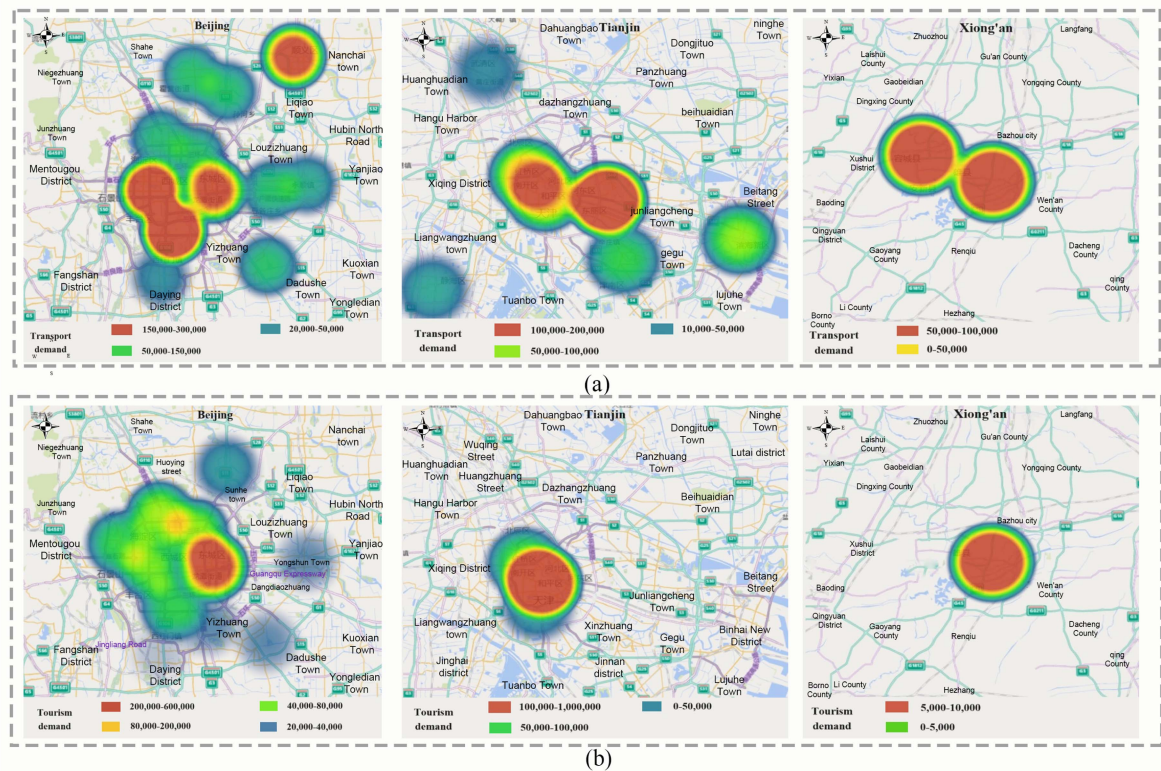 Beijing
N
W
E
S
Shahe
Town
Nanchai
town
Niegezhuang
Town
Liqiao
Town
Junzhuang
Town
Hubin North
Road
Louzizhuang
Town
Mentougou
District
Yanjiao
Town
Yizhuang
Town
Fangshan
District
Kuoxian
Town
Dadushe
Town
Daying
District
Yongledian
Town
Transport
demand
150,000-300,000
20,000-50,000
50,000-150,000
W
E
S
Tianjin
N
W
E
S
Dahuangbao
Town
ninghe
Town
Dongjituo
Town
Huanghuadian
Town
Panzhuang
Town
dazhangzhuang
Town
beihuaidian
Town
Hangu Harbor
Town
Xiqing District
Beitang
Street
junliangcheng
Town
Liangwangzhuang
town
gegu
Town
Tuanbo Town
lujuhe
Town
Transport
demand
100,000-200,000
10,000-50,000
50,000-100,000
Xiong'an
N
W
E
S
Zhuozhou
Langfang
Laishui
County
Gu'an County
Yixian
Gaobeidian
Yongqing County
Dingxing County
Bazhou city
Xushui
District
Baoding
Wen'an
County
Qingyuan
District
Gaoyang
County
Renqiu
Dacheng
County
qing
County
Li County
Borno
County
Hezhang
Transport
demand
50,000-100,000
0-50,000
(a)
Beijing
N
W
E
S
Shahe
Town
Nanchai
town
Niegezhuang
Town
Huoying
street
Sunhe
town
Liqiao
Town
Junzhuang
Town
Hubin North
Road
Louzizhuang
Town
Mentougou
District
Yanjiao
Town
Yongshun Town
Guangqu Expressway
Dangdiaozhuang
Yizhuang
Town
Jingliang Road
Fangshan
District
Kuoxian
Town
Dadushe
Town
Daying
District
Tourism
demand
200,000-600,000
40,000-80,000
80,000-200,000
20,000-40,000
Tianjin
N
W
E
S
Dahuangbao
Town
Ninghe
Town
Dongjituo
Town
Wuqing
Street
Lutai district
Huanghuadian
Town
Huangzhuang
Street
Panzhuang
Town
Dazhangzhuang
Town
Beihuaidian
Town
Hangu Harbor
Town
Xiqing District
Beitang
Street
Junliangcheng
Town
Liangwangzhuang
town
Xinzhuang
Town
Gegu
Town
Binhai New
District
Jinghai
district
Jinnan
district
Tuanbo Town
Lujuhe
Town
Tourism
demand
100,000-1,000,000
0-50,000
50,000-100,000
Xiong'an
N
W
E
S
Zhuozhou
Langfang
Laishui
County
Gu'an County
Yixian
Gaobeidian
Yongqing County
Dingxing County
Bazhou city
Xushui
District
Baoding
Wen'an
County
Qingyuan
District
Gaoyang
County
Renqiu
Dacheng
County
qing
County
Borno
County
Li County
Hezhang
Tourism
demand
5,000-10,000
0-5,000
(b)